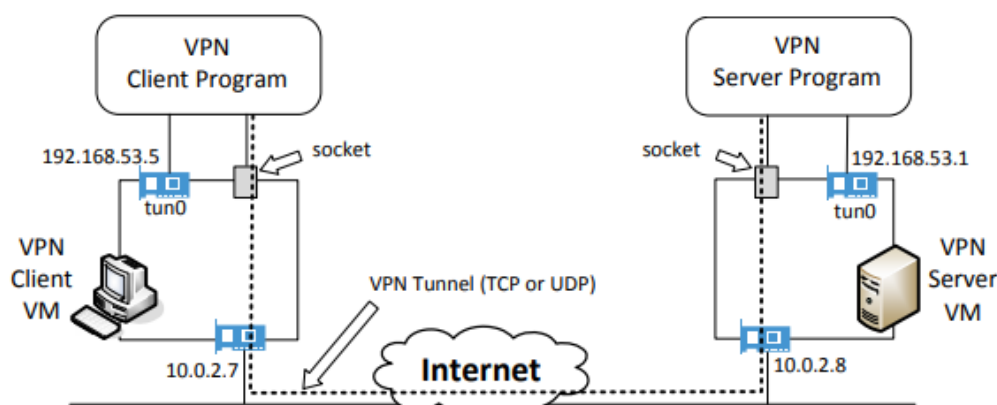 VPN
Client Program
VPN
Server Program
socket
socket
192.168.53.5
192.168.53.1
tun0
tun0
VPN
Client
VM
VPN
Server
VM
VPN Tunnel (TCP or UDP)
10.0.2.7
Internet
10.0.2.8